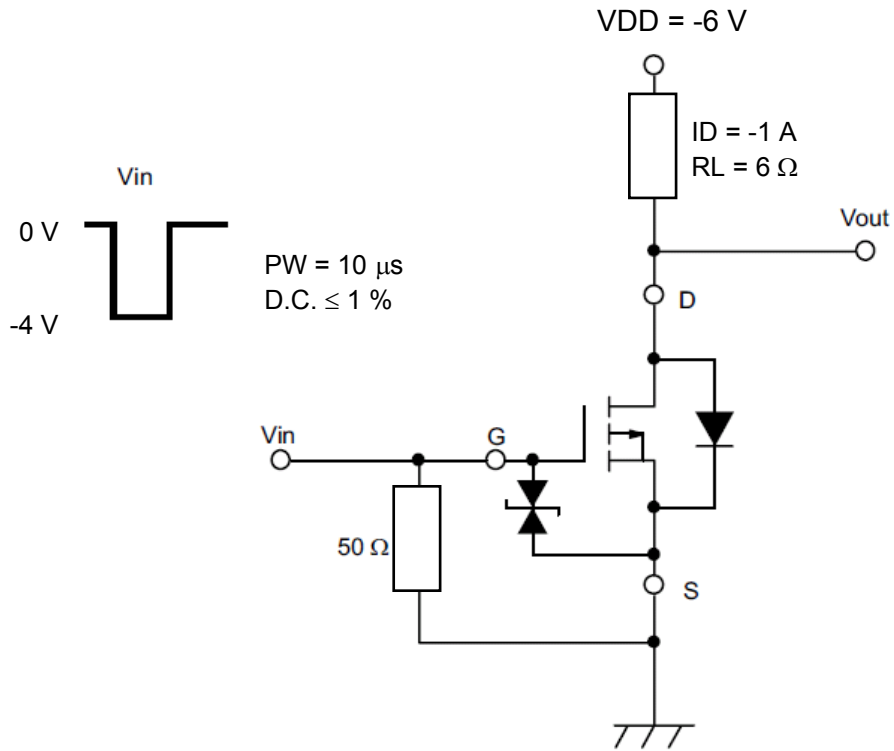 VDD = -6 V
ID = -1 A
RL = 6 Ω
Vin
Vout
0 V
PW = 10 μs
D.C. ≤ 1 %
-4 V
D
Vin
G
50 Ω
S